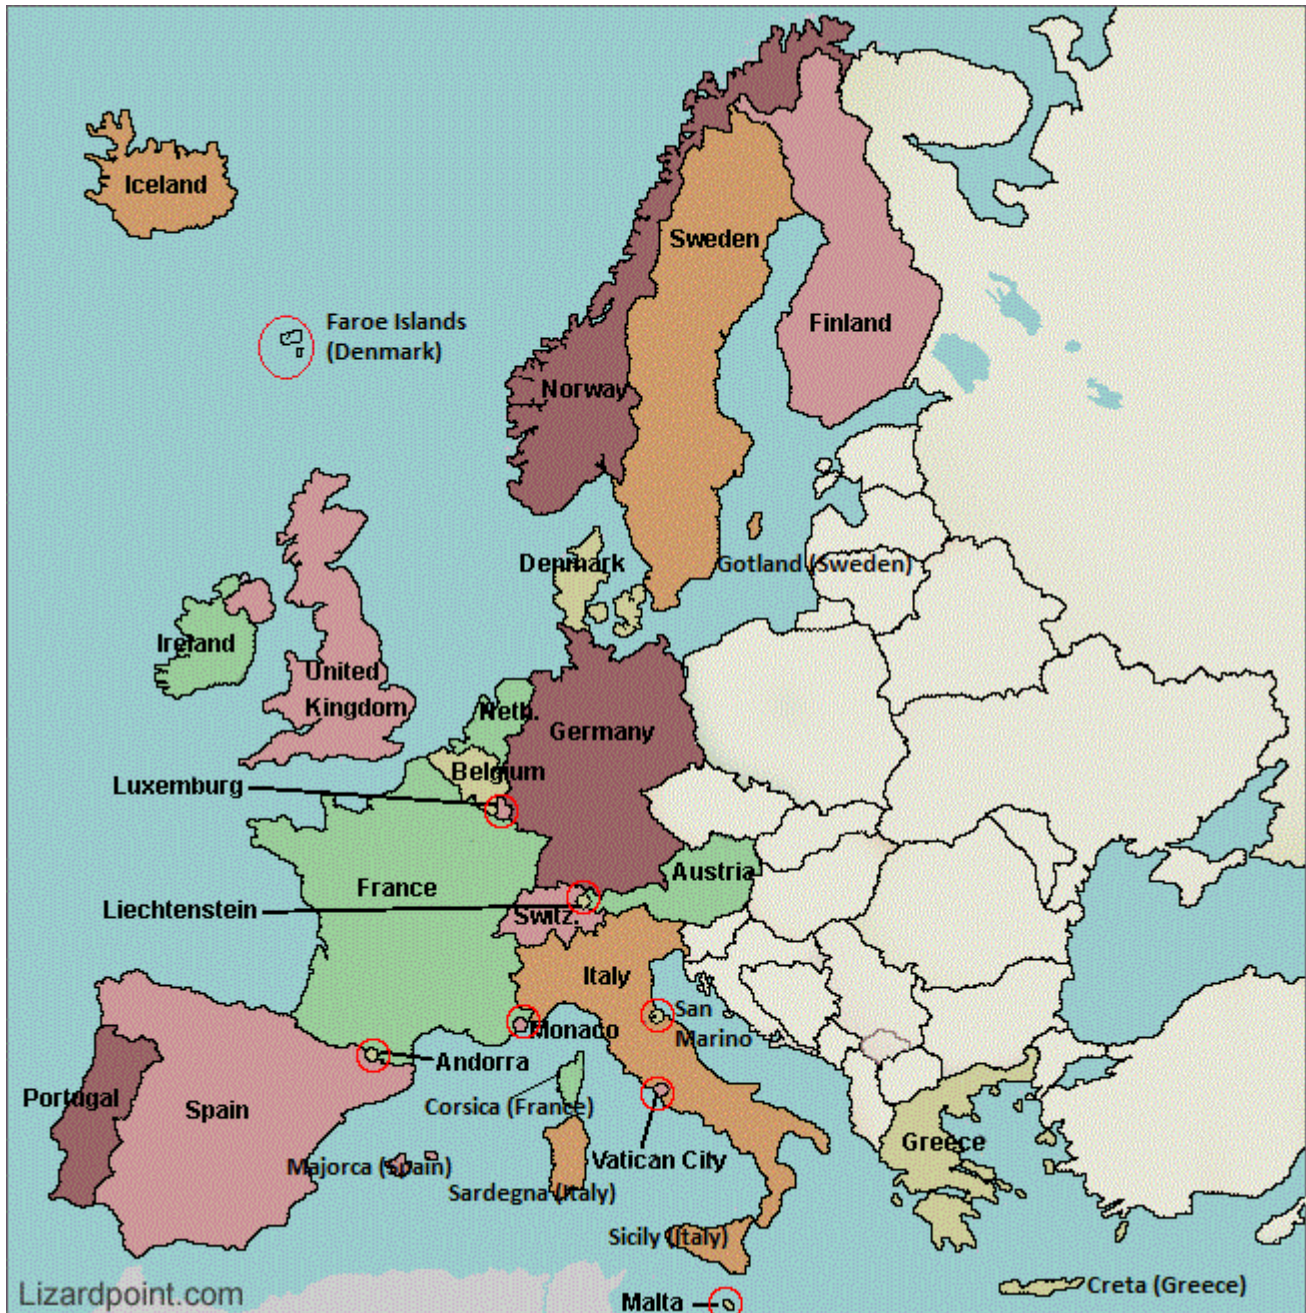 Iceland
Sweden
Finland
Faroe Islands
(Denmark)
Norway
Denmark
Gotland (Sweden)
Ireland
United
Kingdom
Neth.
Germany
Belgium
Luxemburg
Austria
France
Liechtenstein
Switz.
Italy
San
Marino
Monaco
Andorra
Portugal
Spain
Corsica (France)
Greece
Vatican City
Majorca (Spain)
Sardegna (Italy)
Sicily (Italy)
Creta (Greece)
Lizardpoint.com
Malta